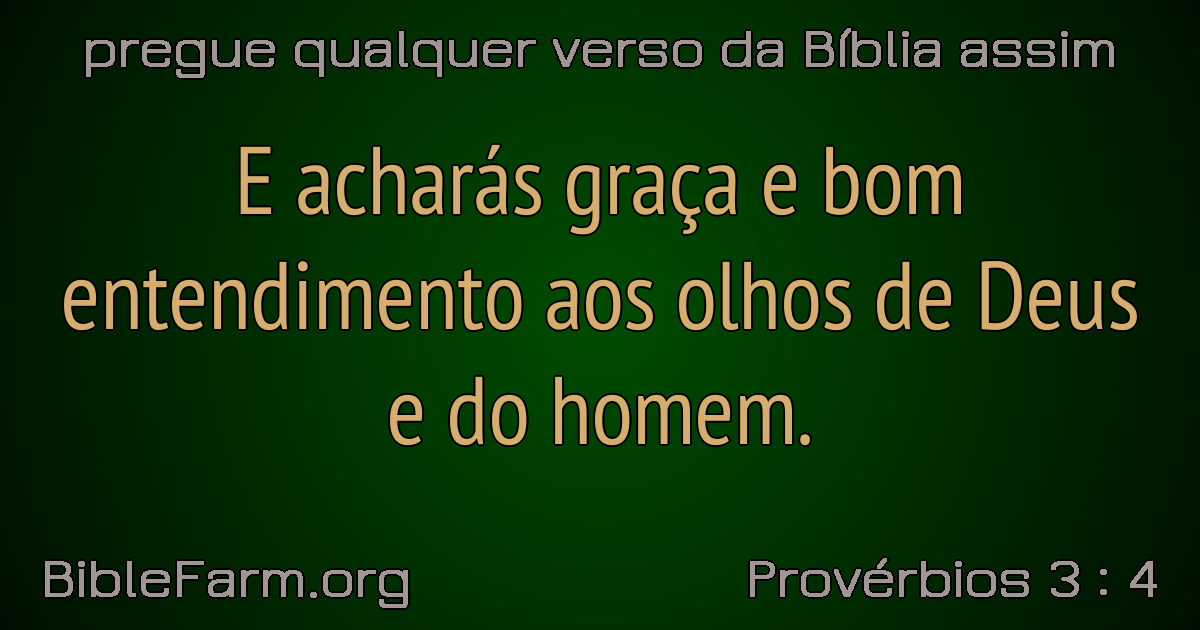 pregue qualquer verso da Bíblia assim
E acharás graça e bom
entendimento aos olhos de Deus
e do homem.
BibleFarm.org
Provérbios 3 : 4